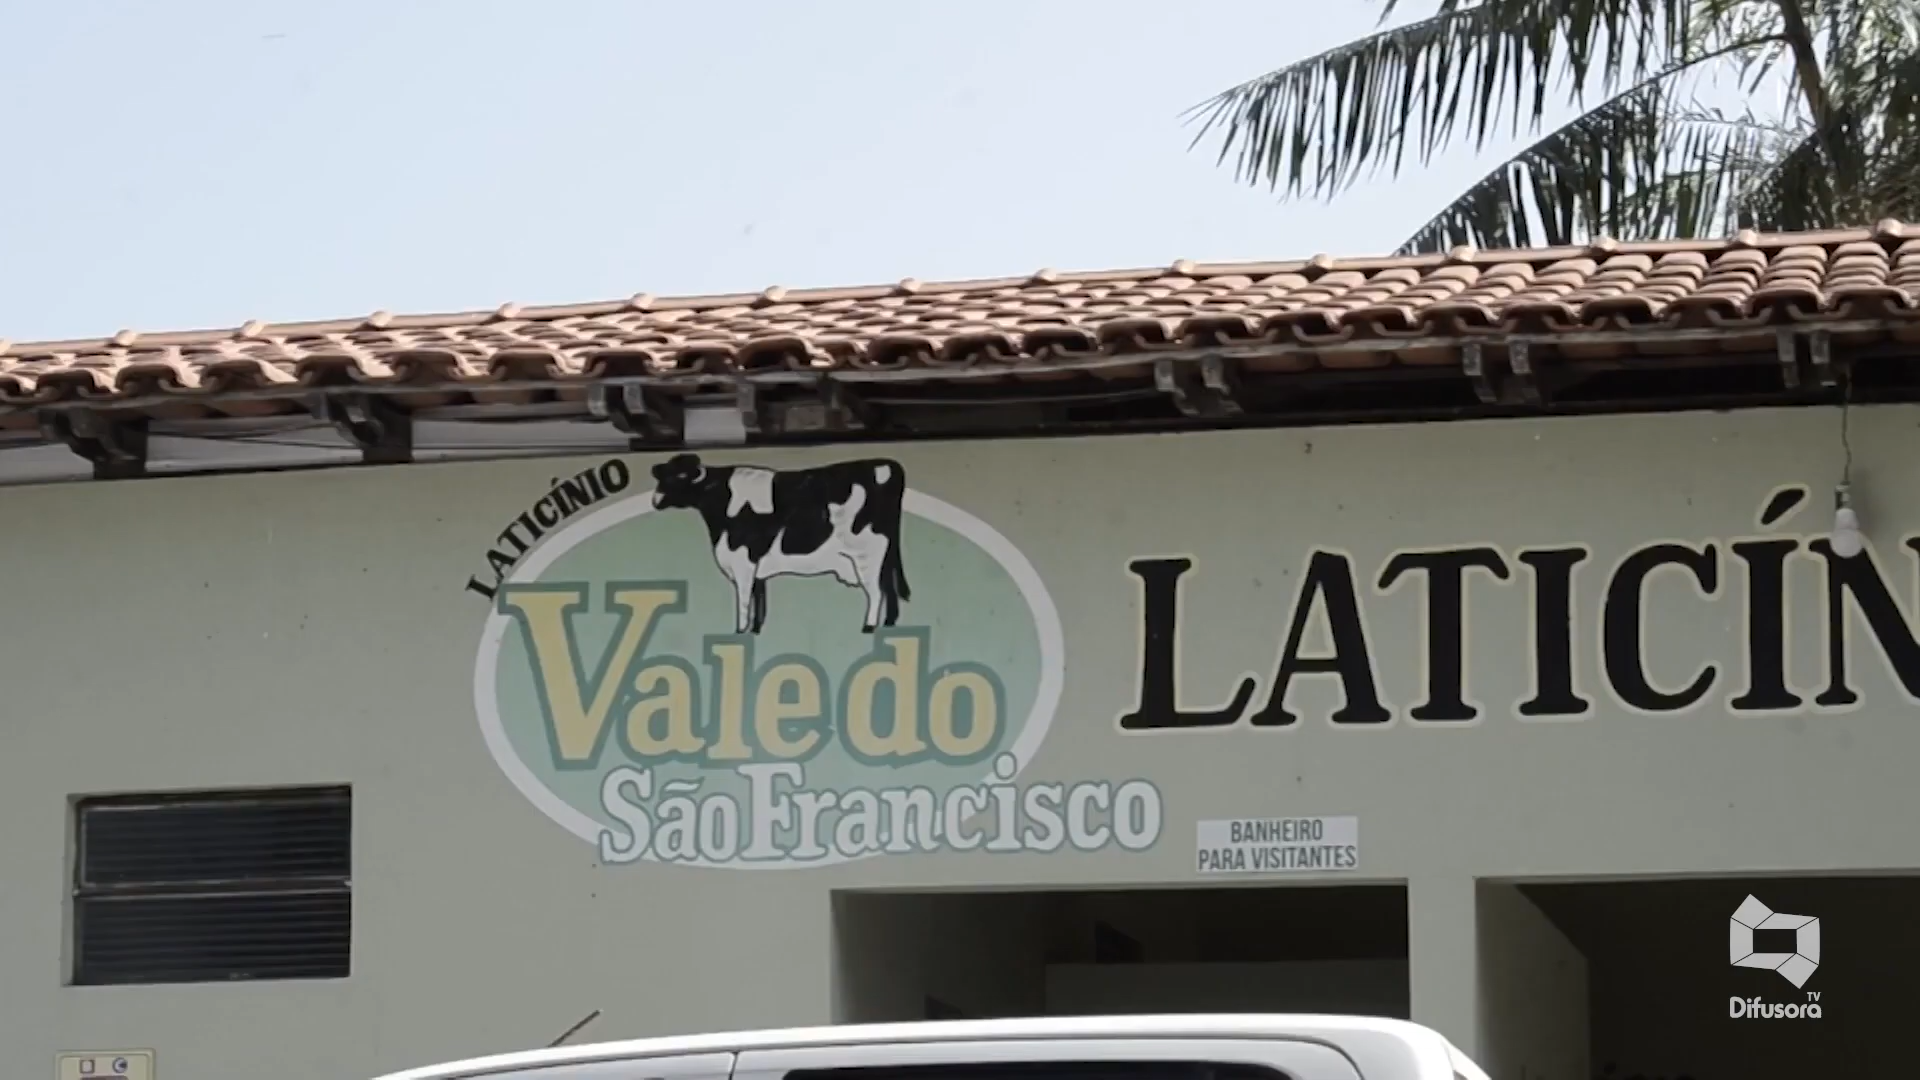 LATICÍNIO
Vale do
São Francisco
LATICÍN
BANHEIRO
PARA VISITANTES
TV
Difusora